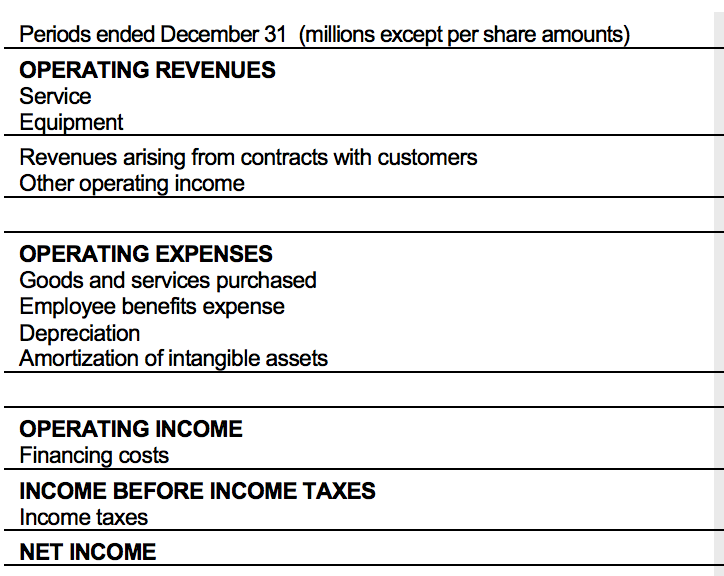 Periods ended December 31 (millions except per share amounts)
OPERATING REVENUES
Service
Equipment
Revenues arising from contracts with customers
Other operating income
OPERATING EXPENSES
Goods and services purchased
Employee benefits expense
Depreciation
Amortization of intangible assets
OPERATING INCOME
Financing costs
INCOME BEFORE INCOME TAXES
Income taxes
NET INCOME